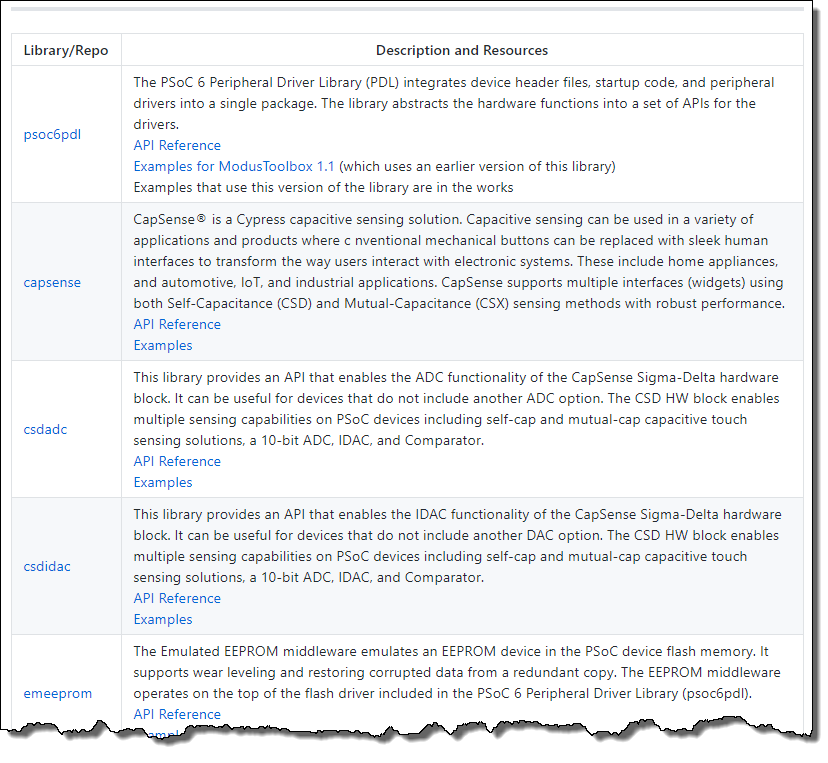 Library/Repo Description and Resources
psoc6pdl
The PSoC 6 Peripheral Driver Library (PDL) integrates device header files, startup code, and peripheral
drivers into a single package. The library abstracts the hardware functions into a set of APIs for the
drivers.
API Reference
Examples for ModusToolbox 1.1 (which uses an earlier version of this library)
Examples that use this version of the library are in the works
capsense
CapSense® is a Cypress capacitive sensing solution. Capacitive sensing can be used in a variety of
applications and products where c nventional mechanical buttons can be replaced with sleek human
interfaces to transform the way users interact with electronic systems. These include home appliances,
and automotive, IoT, and industrial applications. CapSense supports multiple interfaces (widgets) using
both Self-Capacitance (CSD) and Mutual-Capacitance (CSX) sensing methods with robust performance.
API Reference
Examples
csdadc
This library provides an API that enables the ADC functionality of the CapSense Sigma-Delta hardware
block. It can be useful for devices that do not include another ADC option. The CSD HW block enables
multiple sensing capabilities on PSoC devices including self-cap and mutual-cap capacitive touch
sensing solutions, a 10-bit ADC, IDAC, and Comparator.
API Reference
Examples
csdidac
This library provides an API that enables the IDAC functionality of the CapSense Sigma-Delta hardware
block. It can be useful for devices that do not include another DAC option. The CSD HW block enables
multiple sensing capabilities on PSoC devices including self-cap and mutual-cap capacitive touch
sensing solutions, a 10-bit ADC, IDAC, and Comparator.
API Reference
Examples
emeeprom
The Emulated EEPROM middleware emulates an EEPROM device in the PSoC device flash memory. It
supports wear leveling and restoring corrupted data from a redundant copy. The EEPROM middleware
operates on the top of the flash driver included in the PSoC 6 Peripheral Driver Library (psoc6pdl).
API Reference